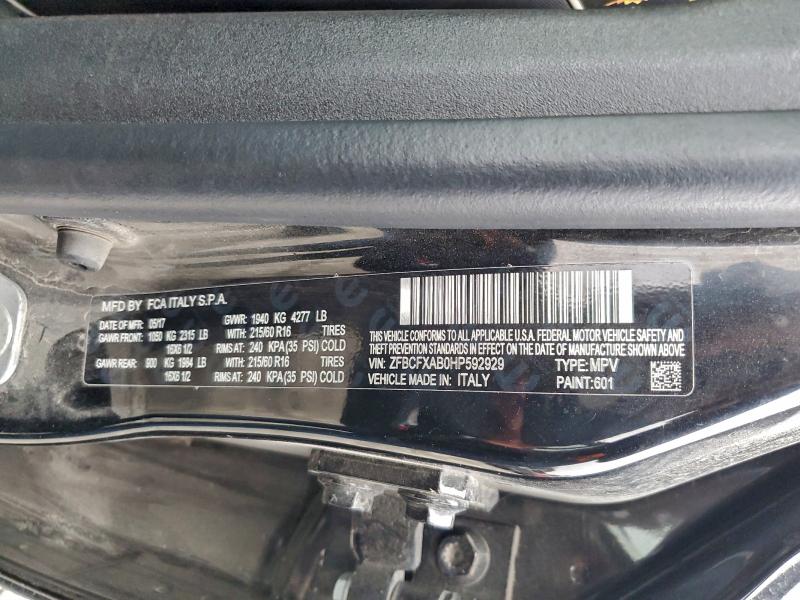 MFD BY FCA ITALY S.P.A.
DATE OF MFR: 05/17 GVWR: 1940 KG 4277 LB
GAWR FRONT: 1050 KG 2315 LB WITH: 215/60 R16 TIRES
16X6 1/2 RIMS AT: 240 KPA(35 PSI) COLD
GAWR REAR: 900 KG 1984 LB WITH: 215/60 R16 TIRES
16X6 1/2 RIMS AT: 240 KPA(35 PSI) COLD
THIS VEHICLE CONFORMS TO ALL APPLICABLE U.S.A. FEDERAL MOTOR VEHICLE SAFETY AND
THEFT PREVENTION STANDARDS IN EFFECT ON THE DATE OF MANUFACTURE SHOWN ABOVE
VIN: ZFBCFXAB0HP592929 TYPE: MPV
VEHICLE MADE IN: ITALY PAINT: 601